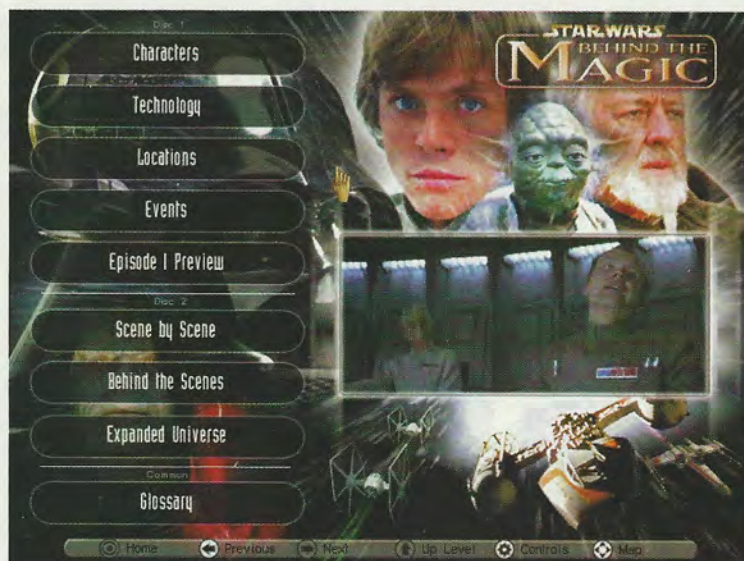 Disc 1
Characters
Technology
Locations
Events
Episode I Preview
Disc 2
Scene by Scene
Behind the Scenes
Expanded Universe
Common
Glossary
STAR WARS
BEHIND THE
MAGIC
Home Previous Next Up Level Controls Map